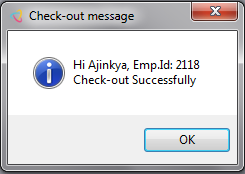 Check-out message
Hi Ajinkya, Emp.Id: 2118
Check-out Successfully
OK